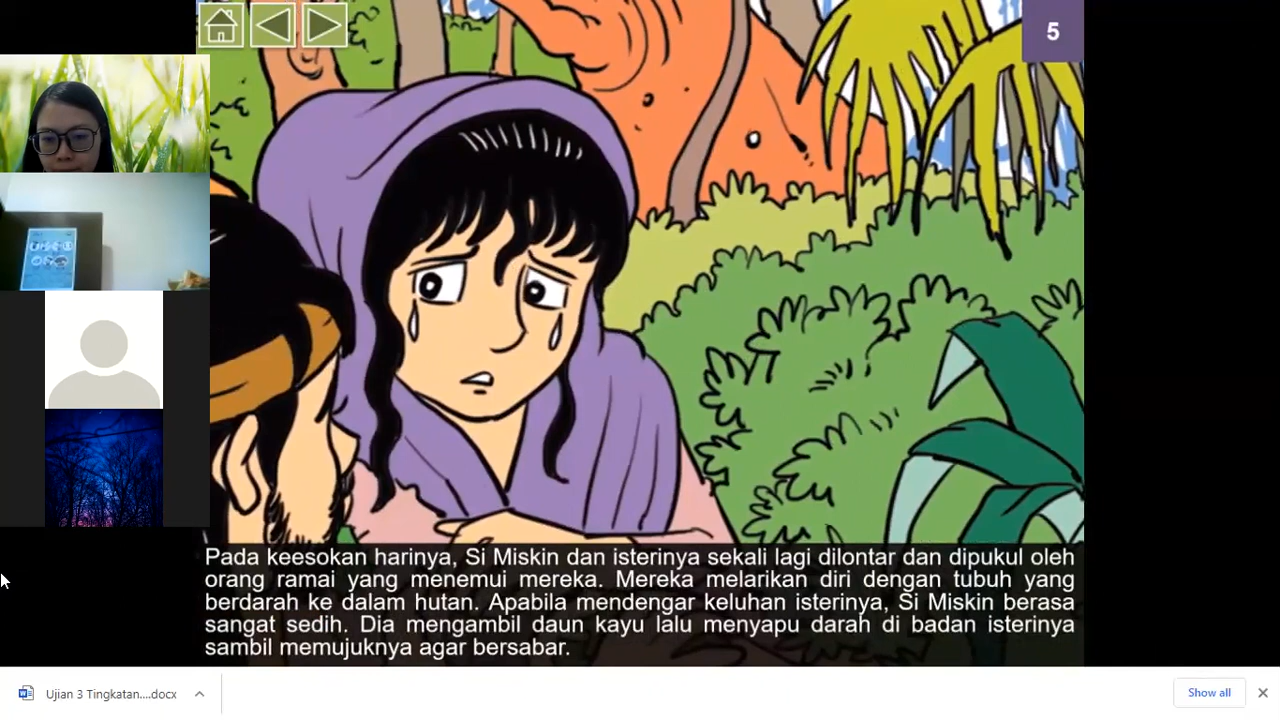 5
Pada keesokan harinya, Si Miskin dan isterinya sekali lagi dilontar dan dipukul oleh
orang ramai yang menemui mereka. Mereka melarikan diri dengan tubuh yang
berdarah ke dalam hutan. Apabila mendengar keluhan isterinya, Si Miskin berasa
sangat sedih. Dia mengambil daun kayu lalu menyapu darah di badan isterinya
sambil memujuknya agar bersabar.
Ujian 3 Tingkatan....docx
Show all